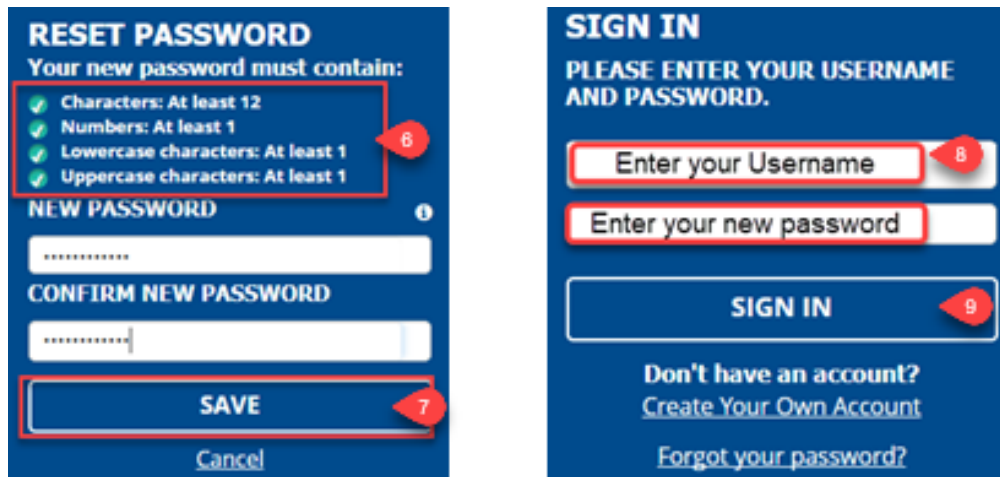 RESET PASSWORD
Your new password must contain:
Characters: At least 12
Numbers: At least 1
Lowercase characters: At least 1
Uppercase characters: At least 1
6
NEW PASSWORD
............
CONFIRM NEW PASSWORD
............
SAVE
7
Cancel
SIGN IN
PLEASE ENTER YOUR USERNAME
AND PASSWORD.
Enter your Username
8
Enter your new password
SIGN IN
9
Don't have an account?
Create Your Own Account
Forgot your password?